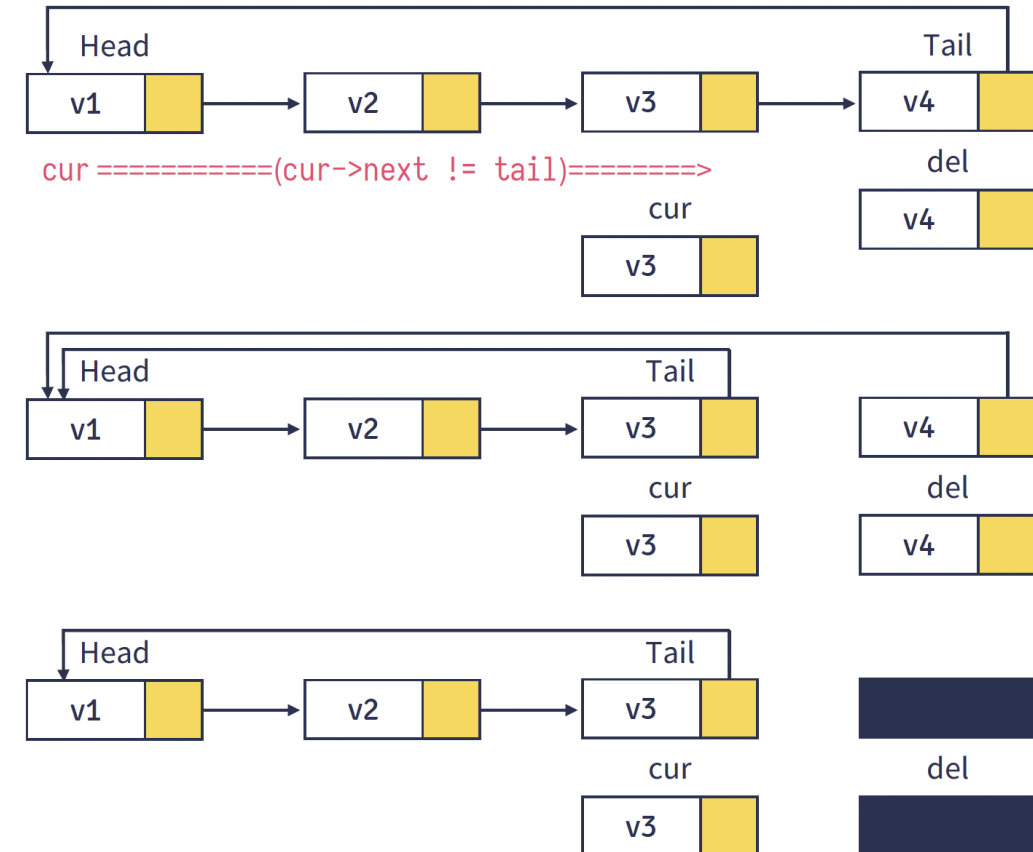 Head Tail
v1 v2 v3 v4
cur ===========(cur->next != tail)========>
del
cur v4
v3
Head Tail
v1 v2 v3 v4
cur del
v3 v4
Head Tail
v1 v2 v3
cur del
v3